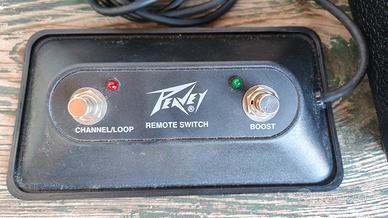 PEAVEY
®
CHANNEL/LOOP
REMOTE SWITCH
BOOST